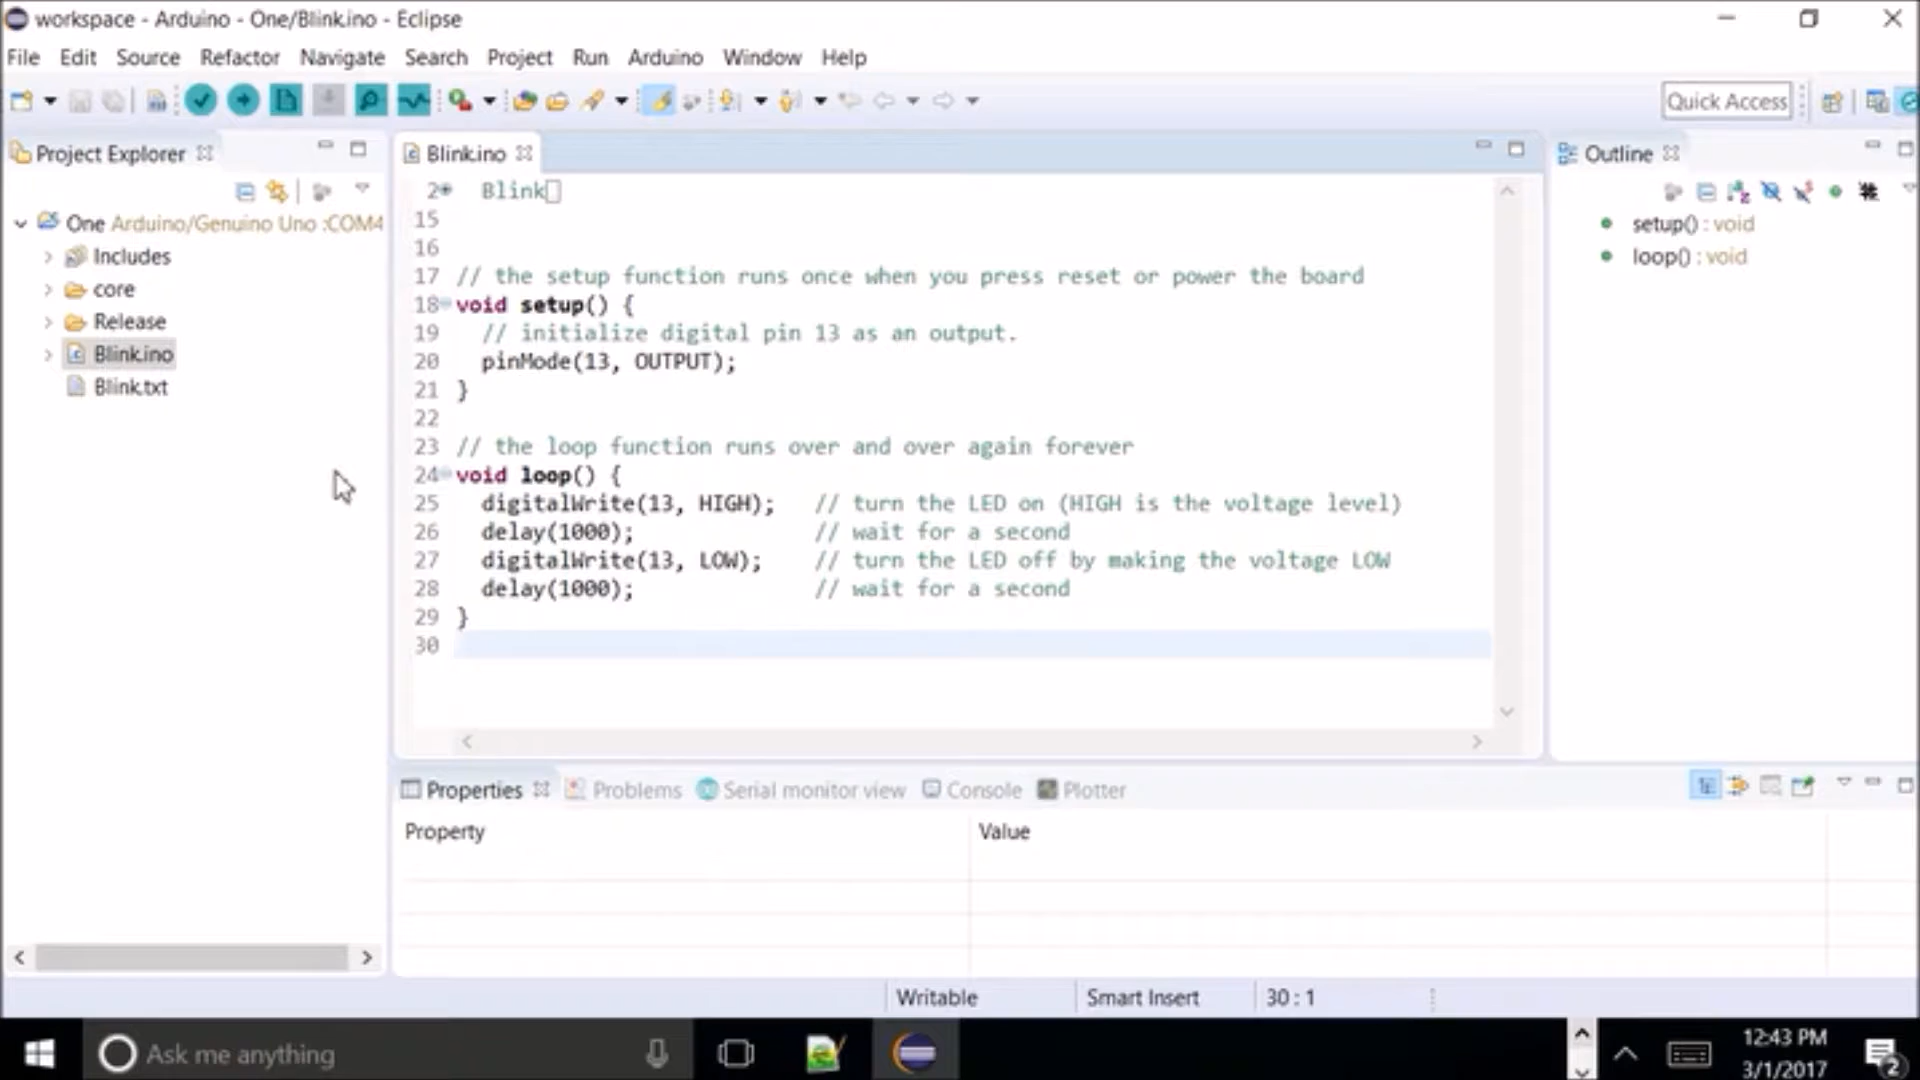 workspace - Arduino - One/Blink.ino - Eclipse
File Edit Source Refactor Navigate Search Project Run Arduino Window Help
Quick Access
Project Explorer
One Arduino/Genuino Uno :COM4
Includes
core
Release
Blink.ino
Blink.txt
Blink.ino
2 Blink
15
16
17 // the setup function runs once when you press reset or power the board
18 void setup() {
19 // initialize digital pin 13 as an output.
20 pinMode(13, OUTPUT);
21 }
22
23 // the loop function runs over and over again forever
24 void loop() {
25 digitalWrite(13, HIGH); // turn the LED on (HIGH is the voltage level)
26 delay(1000); // wait for a second
27 digitalWrite(13, LOW); // turn the LED off by making the voltage LOW
28 delay(1000); // wait for a second
29 }
30
Outline
setup() : void
loop() : void
Properties Problems Serial monitor view Console Plotter
Property Value
Writable Smart Insert 30 : 1
Ask me anything
12:43 PM
3/1/2017
2